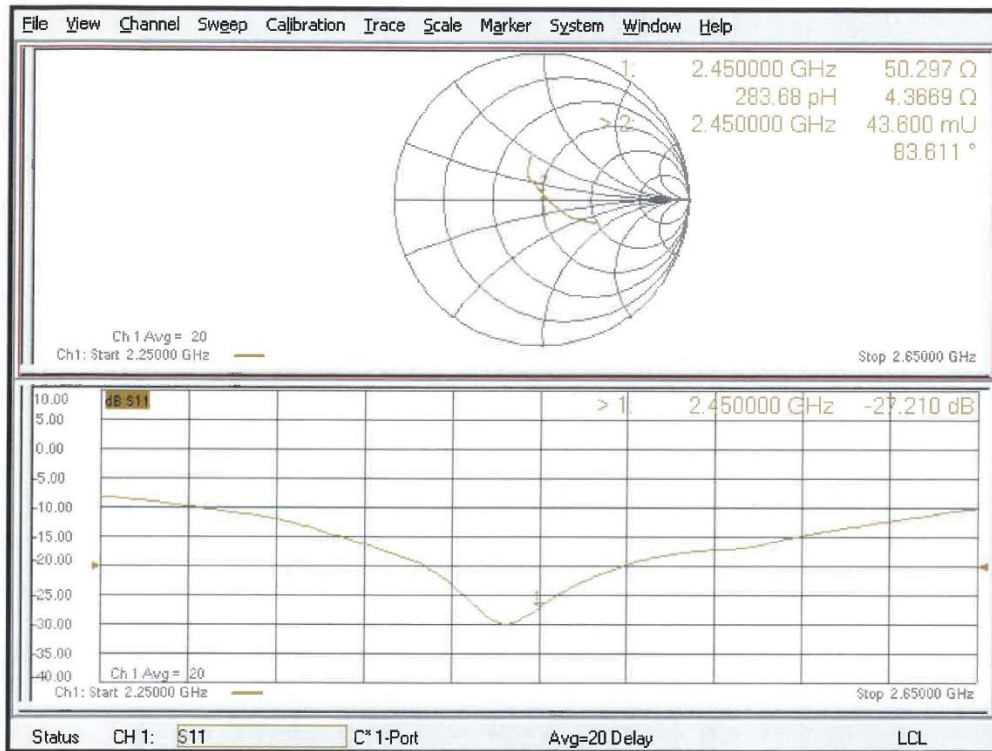 File View Channel Sweep Calibration Trace Scale Marker System Window Help
1: 2.450000 GHz 50.297 Ω
283.68 pH 4.3669 Ω
> 2: 2.450000 GHz 43.600 mU
83.611 °
Ch 1 Avg = 20
Ch1: Start 2.25000 GHz Stop 2.65000 GHz
10.00 dB S11 > 1: 2.450000 GHz -27.210 dB
5.00
0.00
-5.00
-10.00
-15.00
-20.00
-25.00
1
-30.00
-35.00
-40.00 Ch 1 Avg = 20
Ch1: Start 2.25000 GHz Stop 2.65000 GHz
Status CH 1: S11 C* 1-Port Avg=20 Delay LCL